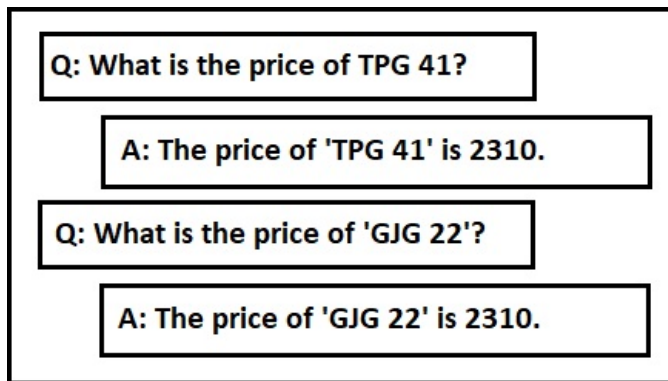 Q: What is the price of TPG 41?
A: The price of 'TPG 41' is 2310.
Q: What is the price of 'GJG 22'?
A: The price of 'GJG 22' is 2310.